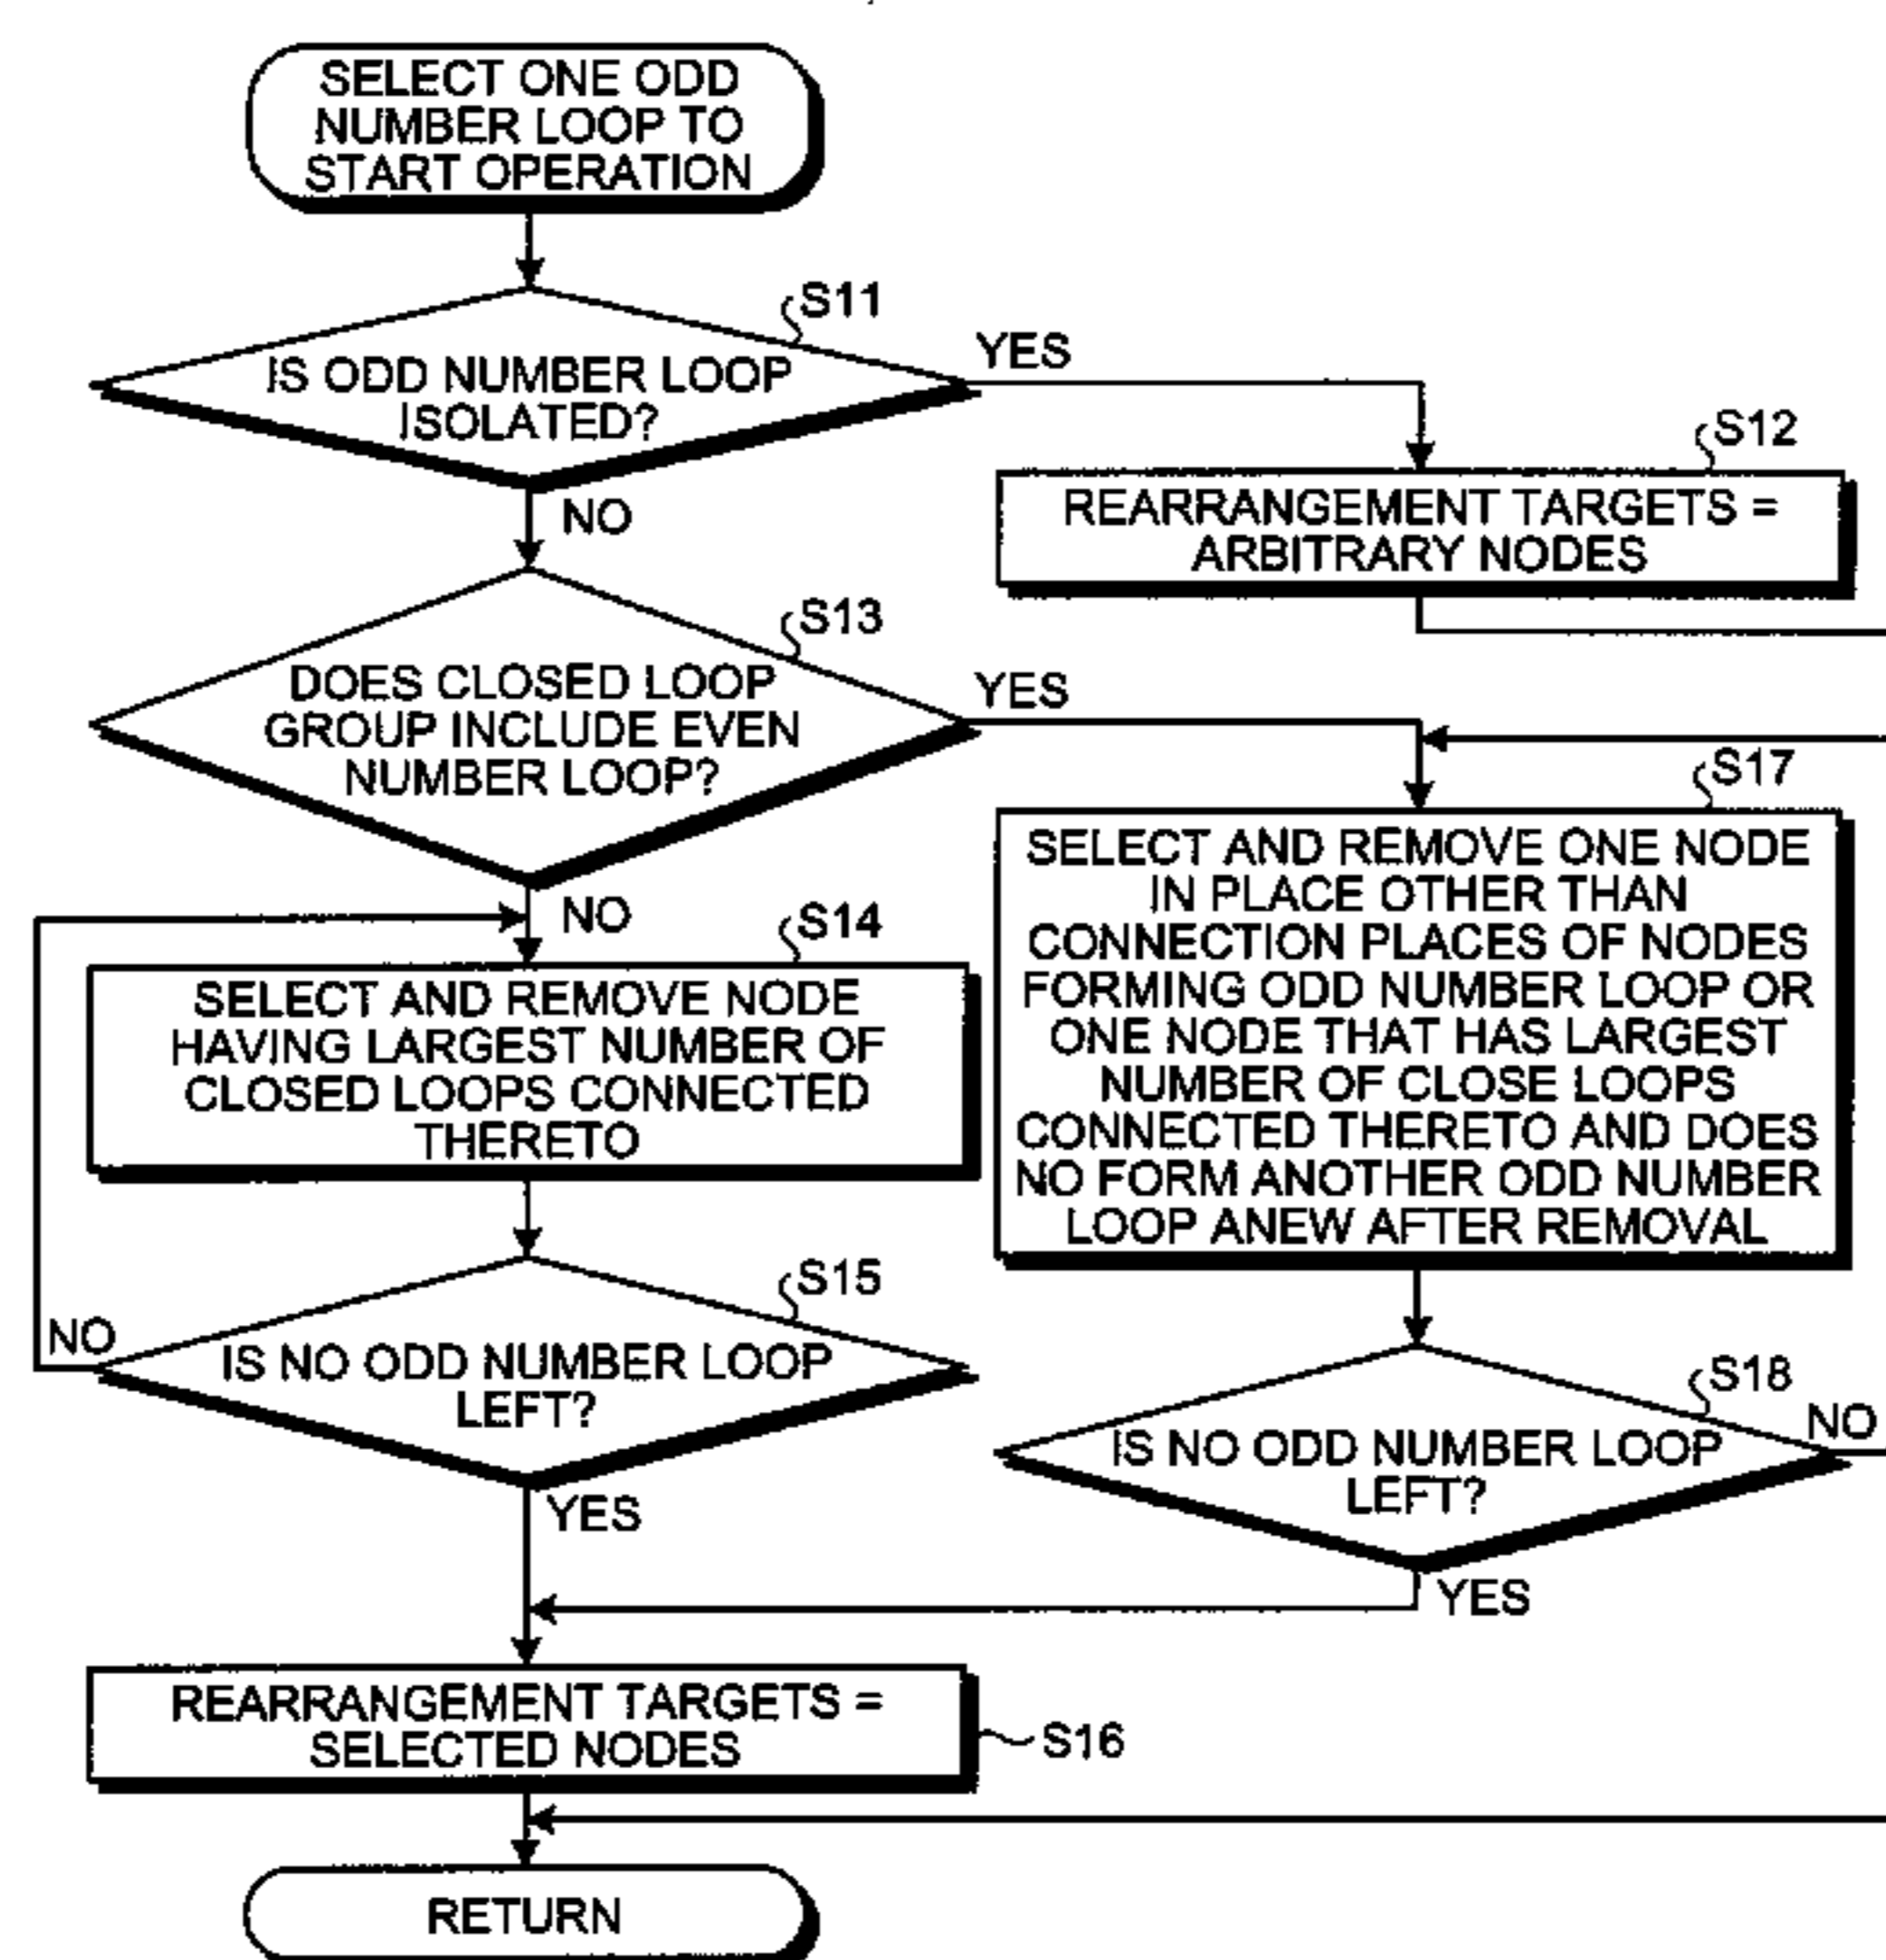 SELECT ONE ODD
NUMBER LOOP TO
START OPERATION
S11
IS ODD NUMBER LOOP
ISOLATED?
YES
NO
S12
REARRANGEMENT TARGETS =
ARBITRARY NODES
S13
DOES CLOSED LOOP
GROUP INCLUDE EVEN
NUMBER LOOP?
YES
NO
S14
SELECT AND REMOVE NODE
HAVING LARGEST NUMBER OF
CLOSED LOOPS CONNECTED
THERETO
S15
IS NO ODD NUMBER LOOP
LEFT?
NO
YES
S17
SELECT AND REMOVE ONE NODE
IN PLACE OTHER THAN
CONNECTION PLACES OF NODES
FORMING ODD NUMBER LOOP OR
ONE NODE THAT HAS LARGEST
NUMBER OF CLOSE LOOPS
CONNECTED THERETO AND DOES
NO FORM ANOTHER ODD NUMBER
LOOP ANEW AFTER REMOVAL
S18
IS NO ODD NUMBER LOOP
LEFT?
NO
YES
REARRANGEMENT TARGETS =
SELECTED NODES
S16
RETURN